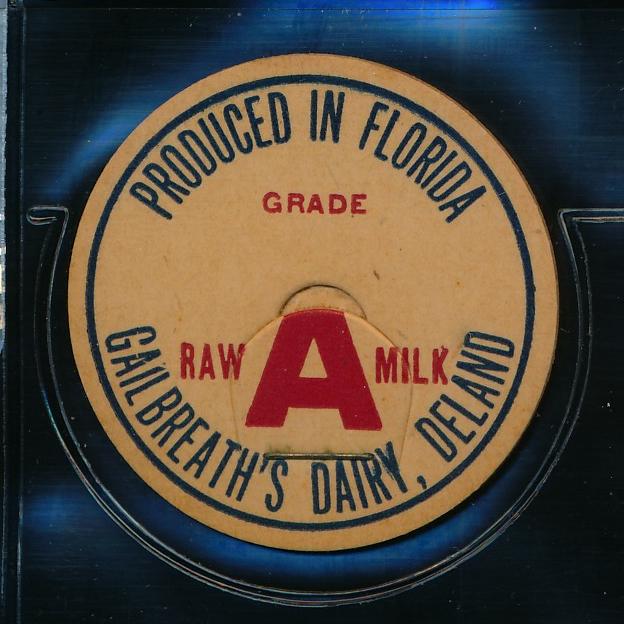 PRODUCED IN FLORIDA
GRADE
A
RAW MILK
GAILBREATH'S DAIRY, DELAND